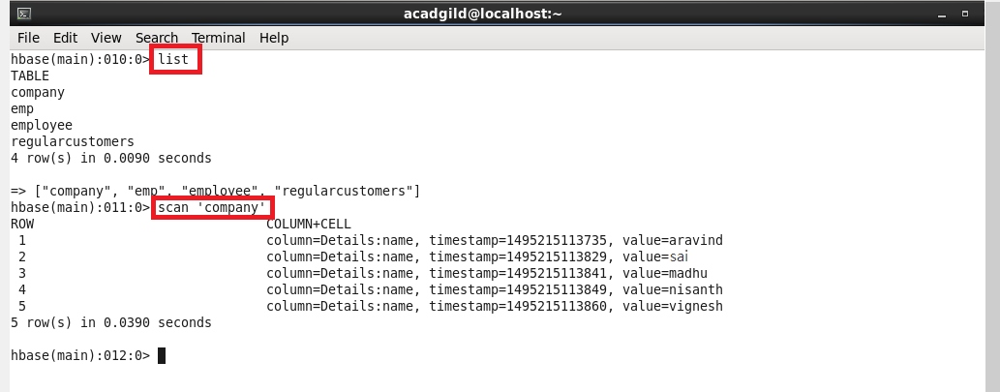 acadgild@localhost:~
File Edit View Search Terminal Help
hbase(main):010:0> list
TABLE
company
emp
employee
regularcustomers
4 row(s) in 0.0090 seconds
=> ["company", "emp", "employee", "regularcustomers"]
hbase(main):011:0> scan 'company'
ROW COLUMN+CELL
1 column=Details:name, timestamp=1495215113735, value=aravind
2 column=Details:name, timestamp=1495215113829, value=sai
3 column=Details:name, timestamp=1495215113841, value=madhu
4 column=Details:name, timestamp=1495215113849, value=nisanth
5 column=Details:name, timestamp=1495215113860, value=vignesh
5 row(s) in 0.0390 seconds
hbase(main):012:0>